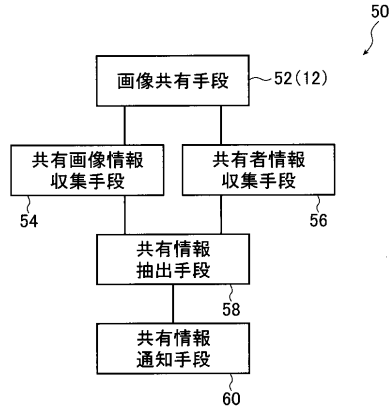 50
画像共有手段
52(12)
共有画像情報
収集手段
共有者情報
収集手段
54
56
共有情報
抽出手段
58
共有情報
通知手段
60